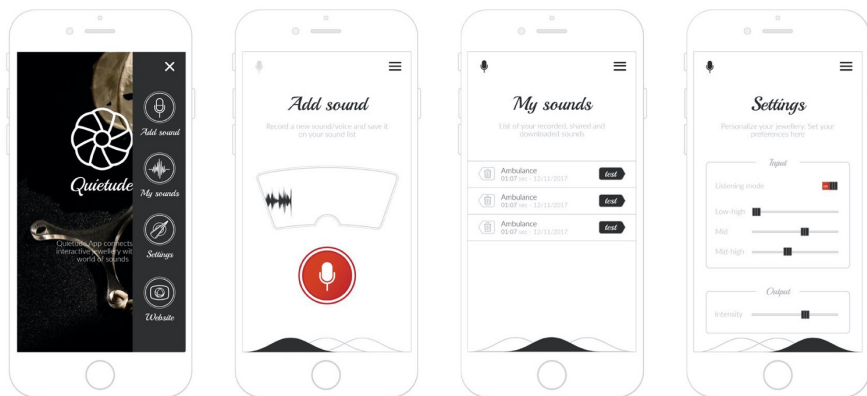 Quietude
Quietude App connects
interactive jewellery wit
world of sounds
Add sound
My sounds
Settings
Website
Add sound
Record a new sound/voice and save it
on your sound list
My sounds
List of your recorded, shared and
downloaded sounds
Ambulance
01:07 sec - 12/11/2017
test
Ambulance
01:07 sec - 12/11/2017
test
Ambulance
01:07 sec - 12/11/2017
test
Settings
Personalize your jewellery. Set your
preferences here
Input
Listening mode
Low-high
Mid
Mid-high
Output
Intensity